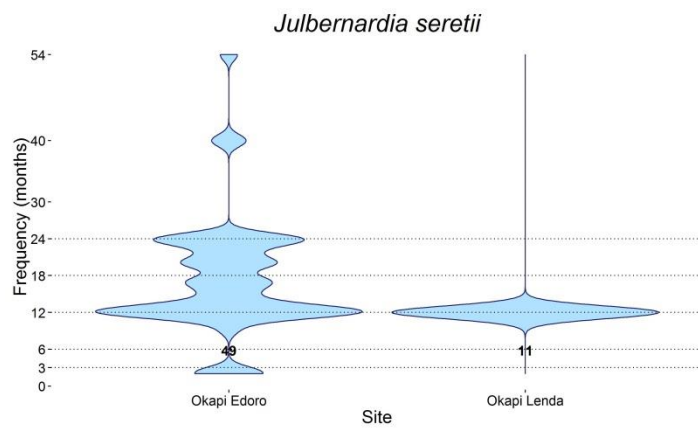 Julbernardia seretii
Frequency (months)
54
40
30
24
18
12
6
3
0
49
11
Okapi Edoro
Okapi Lenda
Site